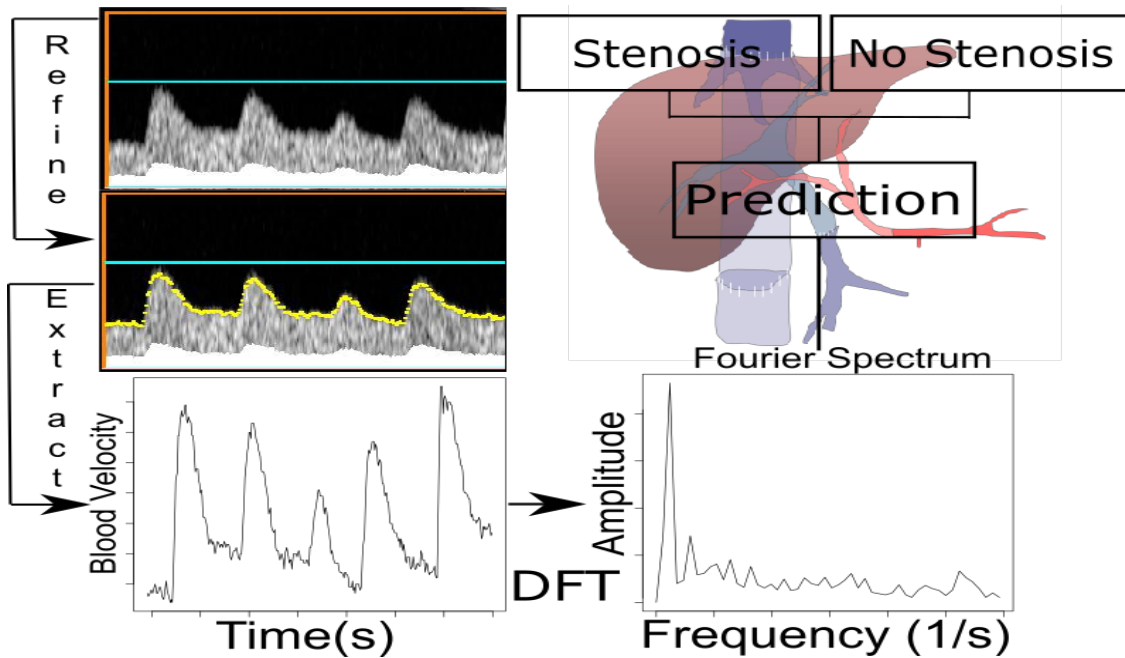 Refine
Extract
Blood Velocity
Time(s)
DFT
Stenosis
No Stenosis
Prediction
Fourier Spectrum
Amplitude
Frequency (1/s)